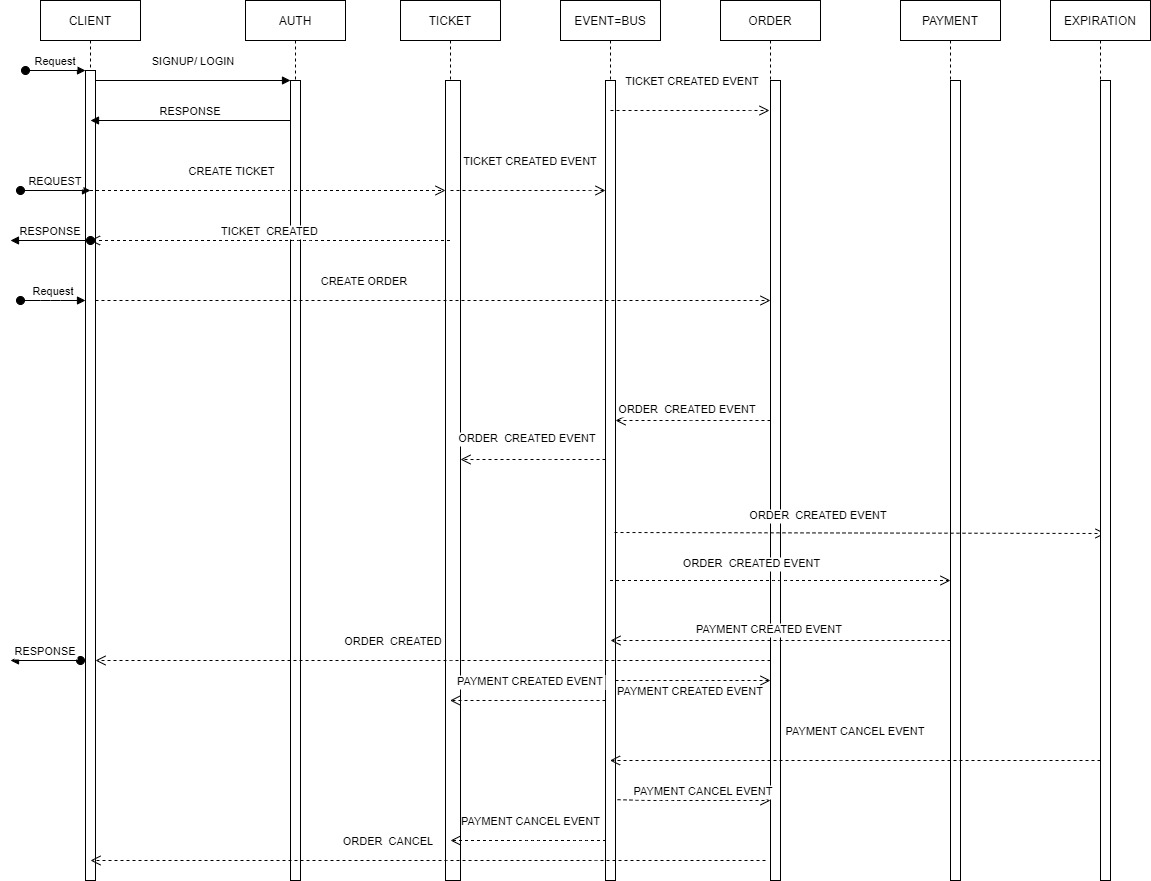 CLIENT
AUTH
TICKET
EVENT=BUS
ORDER
PAYMENT
EXPIRATION
Request
SIGNUP/ LOGIN
TICKET CREATED EVENT
RESPONSE
TICKET CREATED EVENT
CREATE TICKET
REQUEST
RESPONSE
TICKET CREATED
CREATE ORDER
Request
ORDER CREATED EVENT
ORDER CREATED EVENT
ORDER CREATED EVENT
ORDER CREATED EVENT
PAYMENT CREATED EVENT
ORDER CREATED
RESPONSE
PAYMENT CREATED EVENT
PAYMENT CREATED EVENT
PAYMENT CANCEL EVENT
PAYMENT CANCEL EVENT
PAYMENT CANCEL EVENT
ORDER CANCEL